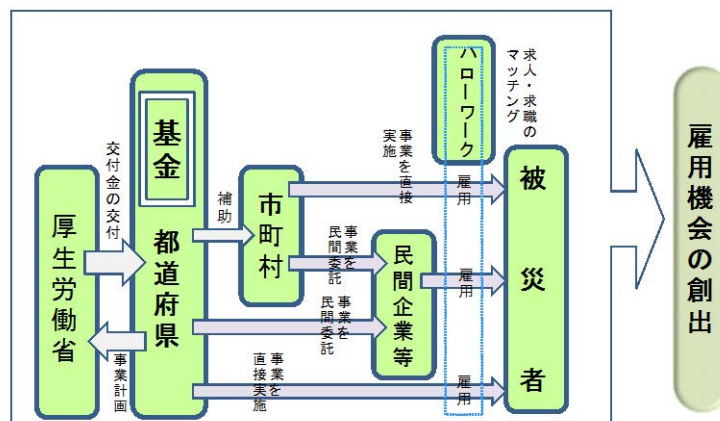 厚生労働省
交付金の交付
事業計画
基金
都道府県
補助
市町村
事業を直接
実施
事業を
民間委託
事業を
民間委託
事業を
直接実施
民間企業等
ハローワーク
求人・求職の
マッチング
雇用
雇用
雇用
被災者
雇用機会の創出